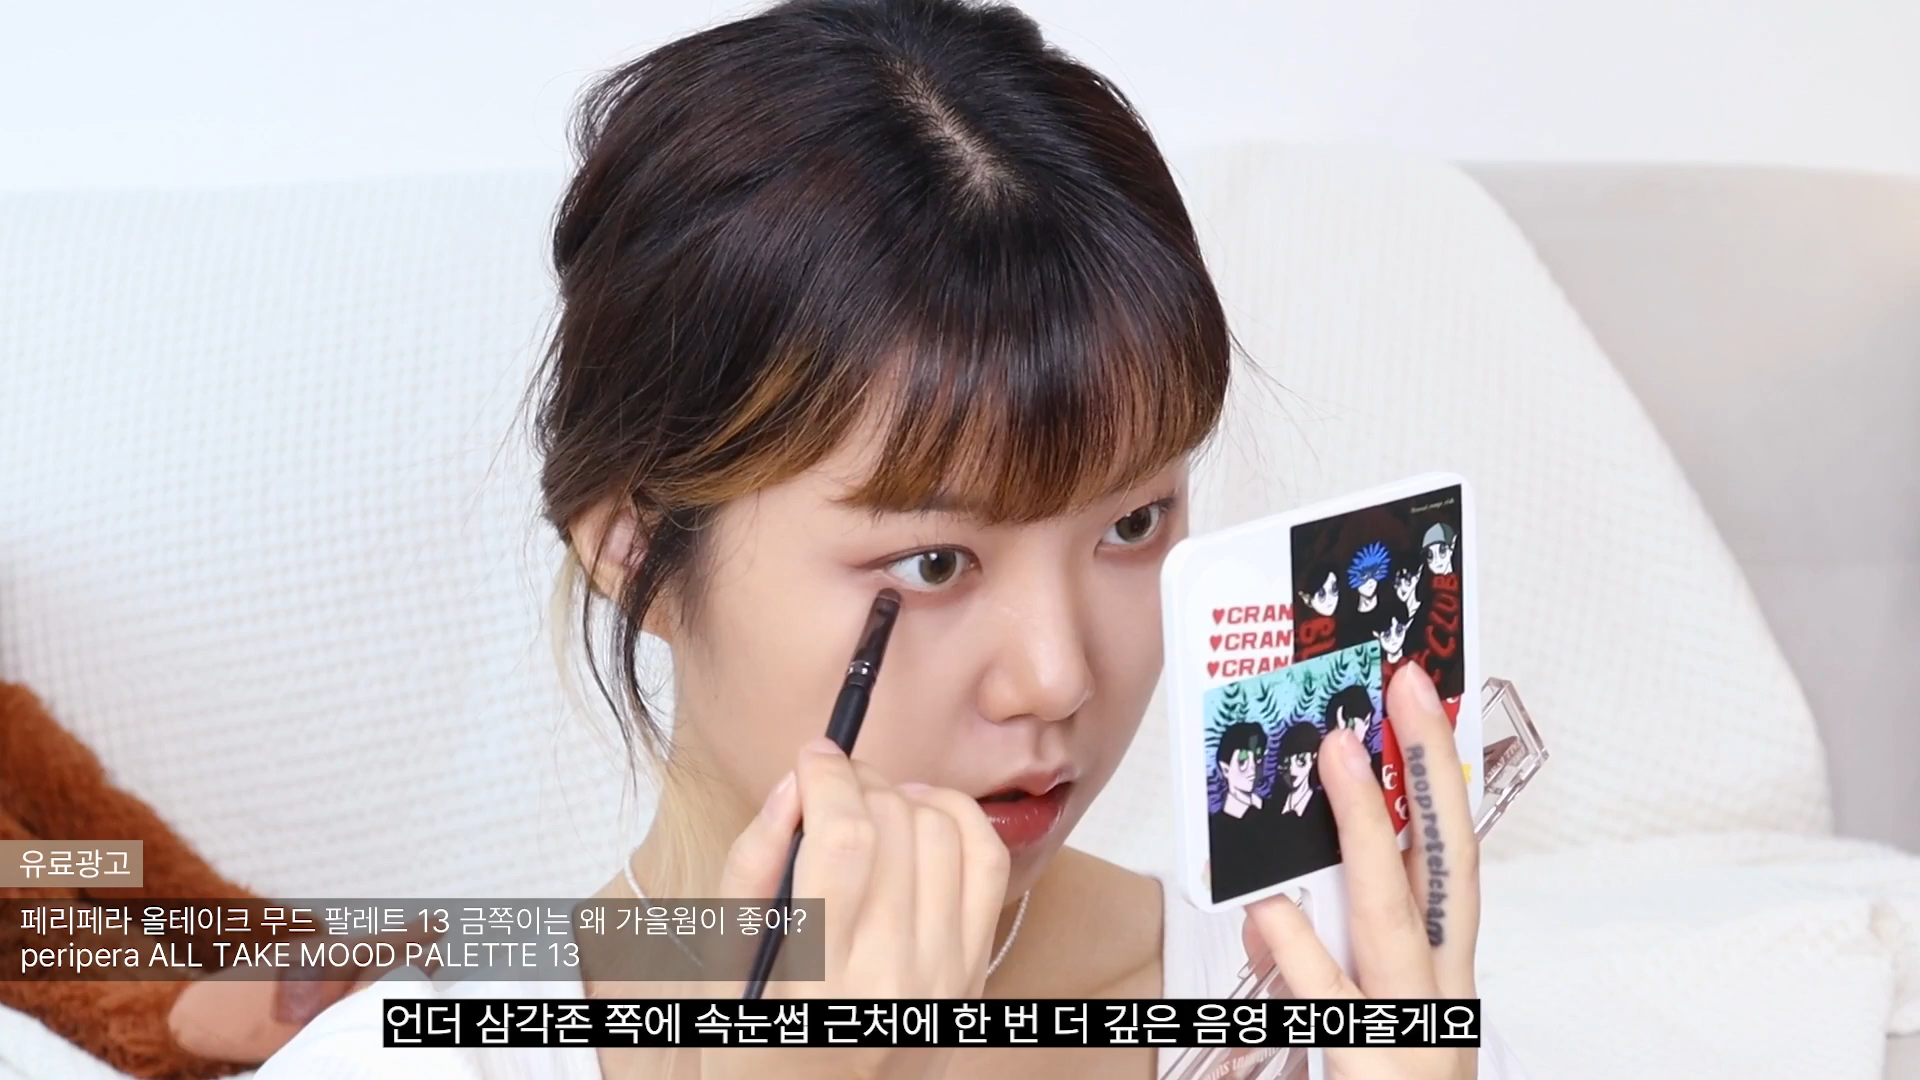 ♥CRAN
♥CRAN
♥CRAN
CLUB
유료광고
페리페라 올테이크 무드 팔레트 13 금쪽이는 왜 가을웜이 좋아?
peripera ALL TAKE MOOD PALETTE 13
언더 삼각존 쪽에 속눈썹 근처에 한 번 더 깊은 음영 잡아줄게요